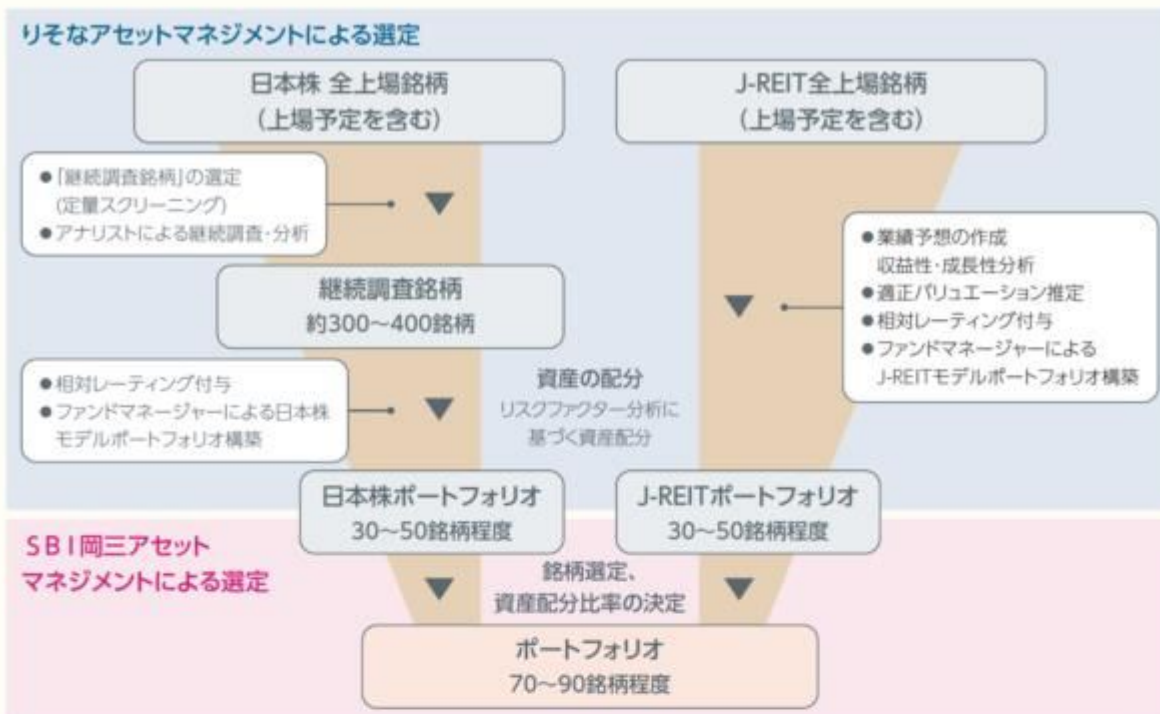 りそなアセットマネジメントによる選定
日本株 全上場銘柄
（上場予定を含む）
J-REIT全上場銘柄
（上場予定を含む）
●「継続調査銘柄」の選定
(定量スクリーニング)
●アナリストによる継続調査・分析
継続調査銘柄
約300～400銘柄
●業績予想の作成
収益性・成長性分析
●適正バリュエーション推定
●相対レーティング付与
●ファンドマネージャーによる
J-REITモデルポートフォリオ構築
●相対レーティング付与
●ファンドマネージャーによる日本株
モデルポートフォリオ構築
資産の配分
リスクファクター分析に
基づく資産配分
日本株ポートフォリオ
30～50銘柄程度
J-REITポートフォリオ
30～50銘柄程度
SBI岡三アセット
マネジメントによる選定
銘柄選定、
資産配分比率の決定
ポートフォリオ
70～90銘柄程度